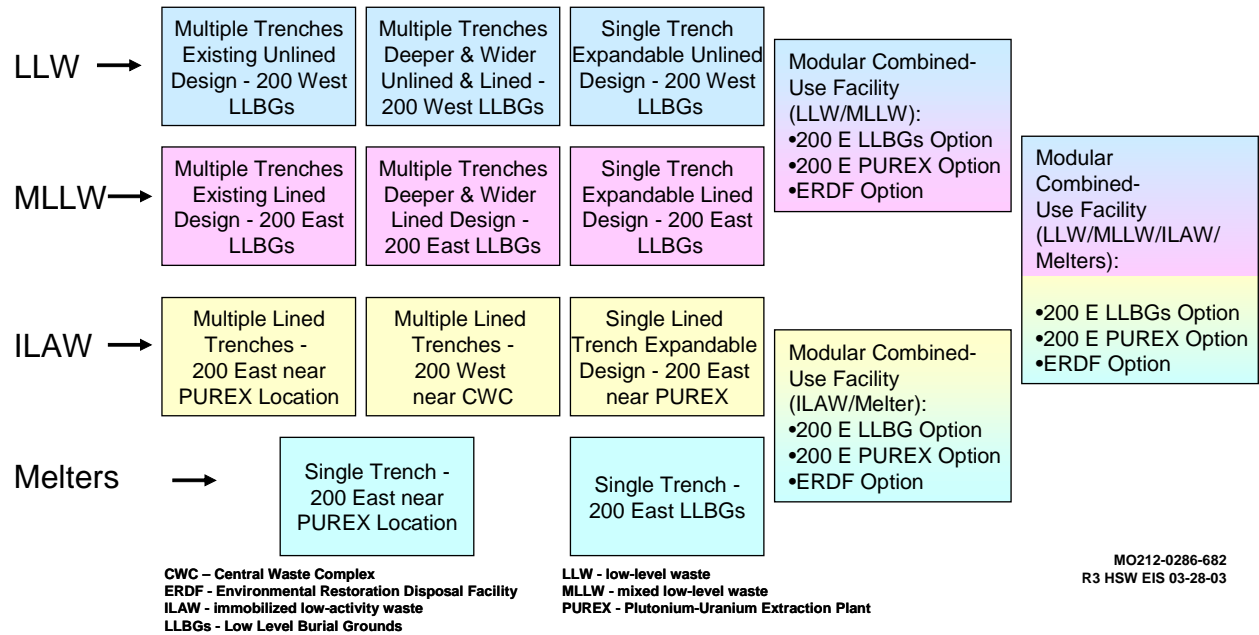 LLW
Multiple Trenches
Existing Unlined
Design - 200 West
LLBGs
Multiple Trenches
Deeper & Wider
Unlined & Lined -
200 West LLBGs
Single Trench
Expandable Unlined
Design - 200 West
LLBGs
Modular Combined-
Use Facility
(LLW/MLLW):
•200 E LLBGs Option
•200 E PUREX Option
•ERDF Option
MLLW
Multiple Trenches
Existing Lined
Design - 200 East
LLBGs
Multiple Trenches
Deeper & Wider
Lined Design -
200 East LLBGs
Single Trench
Expandable Lined
Design - 200 East
LLBGs
Modular
Combined-
Use Facility
(LLW/MLLW/ILAW/
Melters):
•200 E LLBGs Option
•200 E PUREX Option
•ERDF Option
ILAW
Multiple Lined
Trenches -
200 East near
PUREX Location
Multiple Lined
Trenches -
200 West
near CWC
Single Lined
Trench Expandable
Design - 200 East
near PUREX
Modular Combined-
Use Facility
(ILAW/Melter):
•200 E LLBG Option
•200 E PUREX Option
•ERDF Option
Melters
Single Trench -
200 East near
PUREX Location
Single Trench -
200 East LLBGs
CWC – Central Waste Complex
ERDF - Environmental Restoration Disposal Facility
ILAW - immobilized low-activity waste
LLBGs - Low Level Burial Grounds
LLW - low-level waste
MLLW - mixed low-level waste
PUREX - Plutonium-Uranium Extraction Plant
MO212-0286-682
R3 HSW EIS 03-28-03